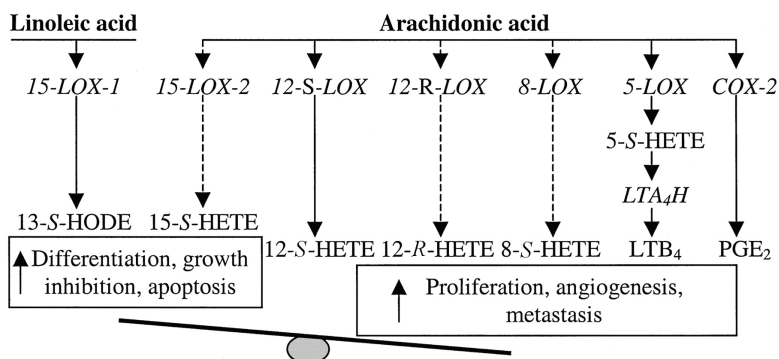 Linoleic acid Arachidonic acid
15-LOX-1 15-LOX-2 12-S-LOX 12-R-LOX 8-LOX 5-LOX COX-2
5-S-HETE
LTA4H
13-S-HODE 15-S-HETE
12-S-HETE 12-R-HETE 8-S-HETE LTB4 PGE2
Differentiation, growth
inhibition, apoptosis
Proliferation, angiogenesis,
metastasis